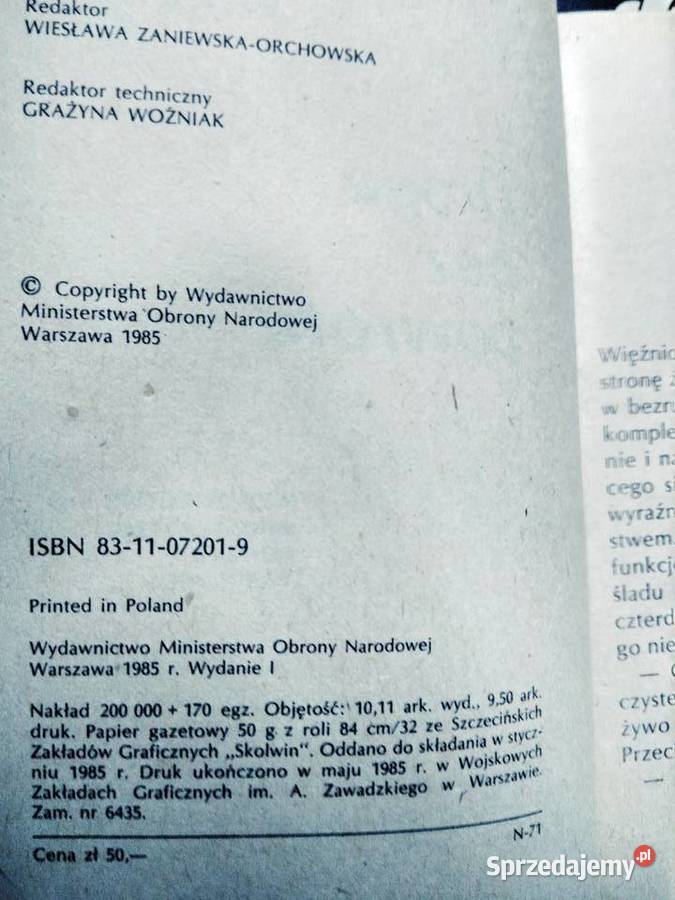 Redaktor
WIESŁAWA ZANIEWSKA-ORCHOWSKA
Redaktor techniczny
GRAŻYNA WOŹNIAK
© Copyright by Wydawnictwo
Ministerstwa Obrony Narodowej
Warszawa 1985
ISBN 83-11-07201-9
Printed in Poland
Wydawnictwo Ministerstwa Obrony Narodowej
Warszawa 1985 r. Wydanie I
Nakład 200 000 + 170 egz. Objętość: 10,11 ark. wyd., 9,50 ark.
druk. Papier gazetowy 50 g z roli 84 cm/32 ze Szczecińskich
Zakładów Graficznych „Skolwin". Oddano do składania w stycz-
niu 1985 r. Druk ukończono w maju 1985 r. w Wojskowych
Zakładach Graficznych im. A. Zawadzkiego w Warszawie.
Zam. nr 6435.
N-71
Cena zł 50,—
Więźnio
stronę ż
w bezru
komple
nie i na
cego si
wyraźn
stwem.
funkcj
śladu
czterd
go nie
—
czyste
żywo
Przec
—
Sprzedajemy.pl